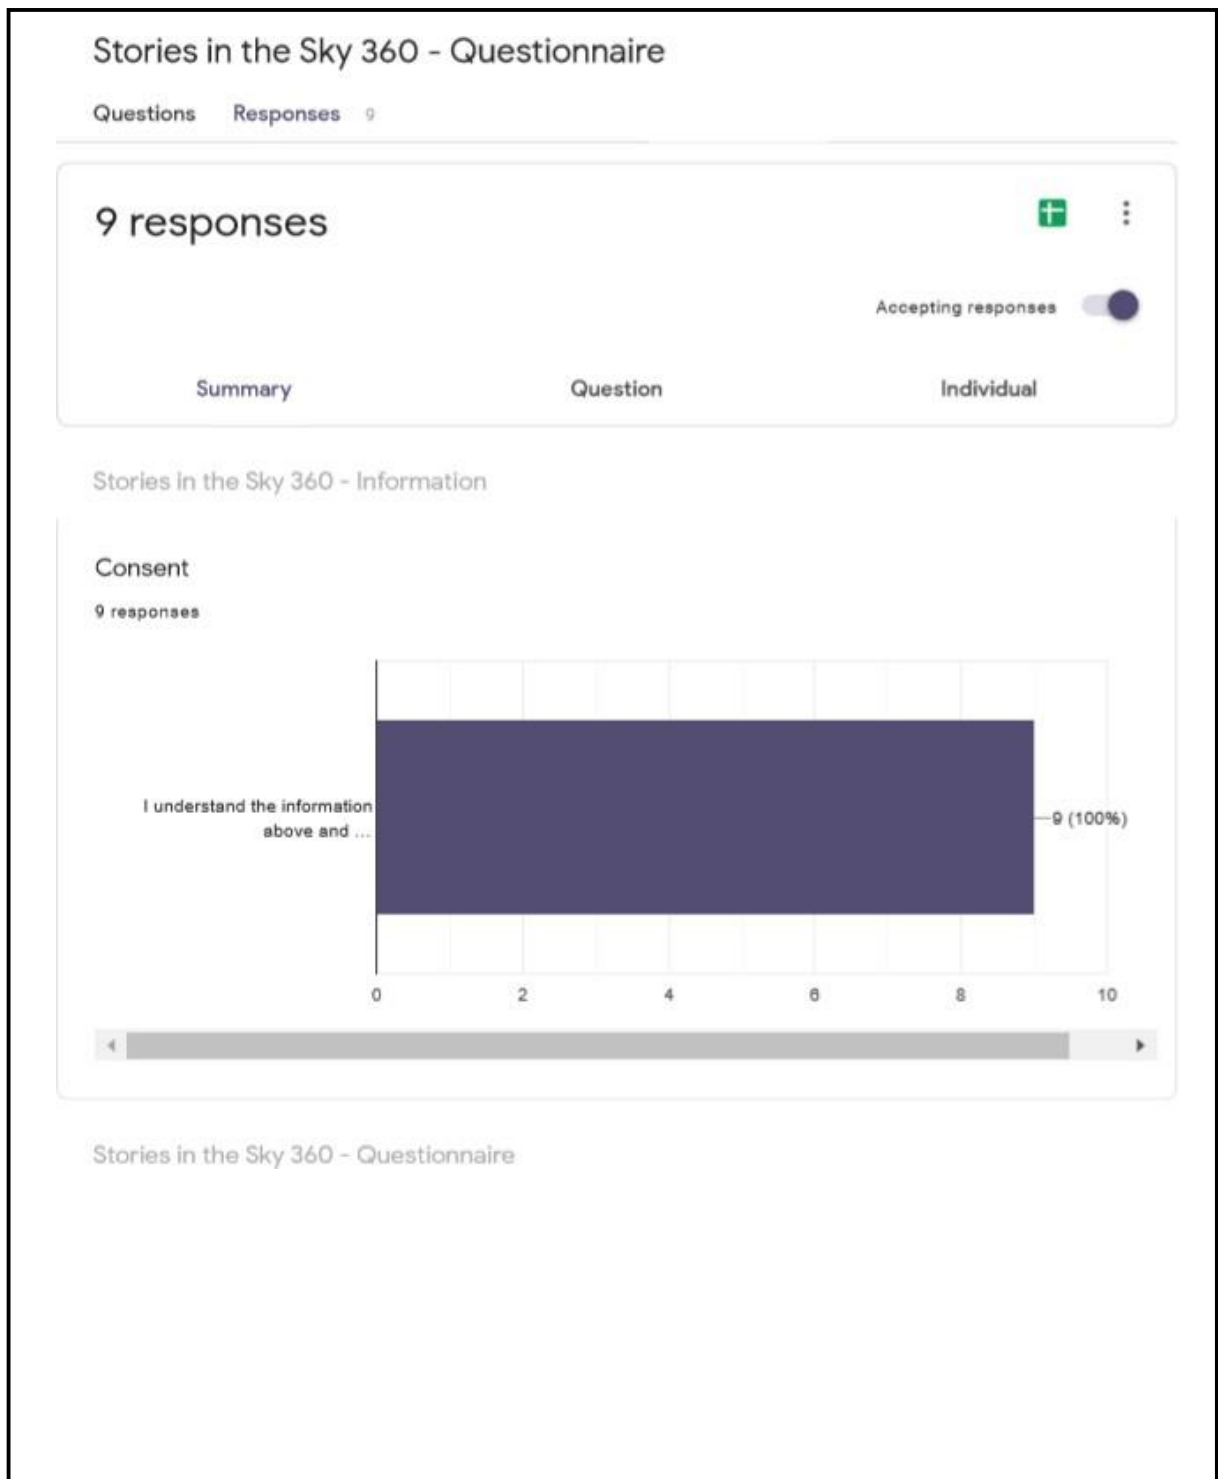 Stories in the Sky 360 - Questionnaire
Questions Responses 9
9 responses
Accepting responses
Summary Question Individual
Stories in the Sky 360 - Information
Consent
9 responses
I understand the information
above and ...
9 (100%)
0 2 4 6 8 10
Stories in the Sky 360 - Questionnaire